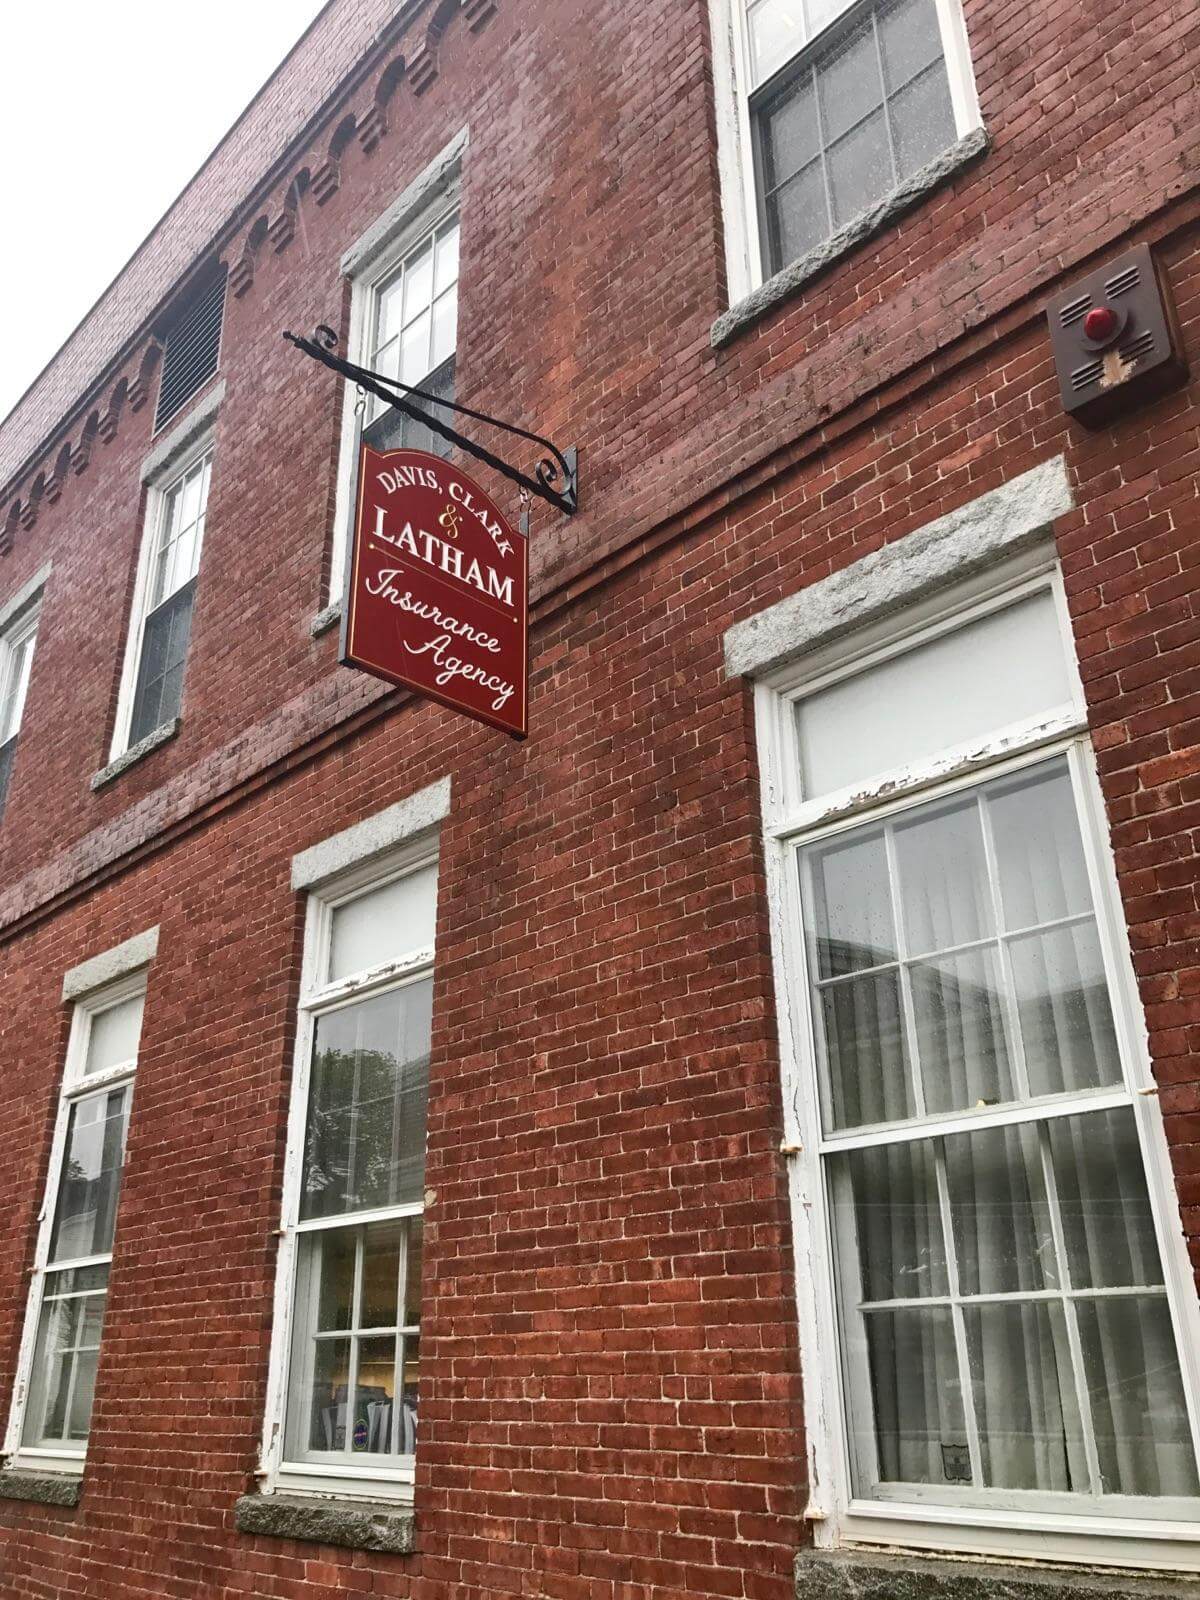 DAVIS, CLARK
&
LATHAM
Insurance
Agency